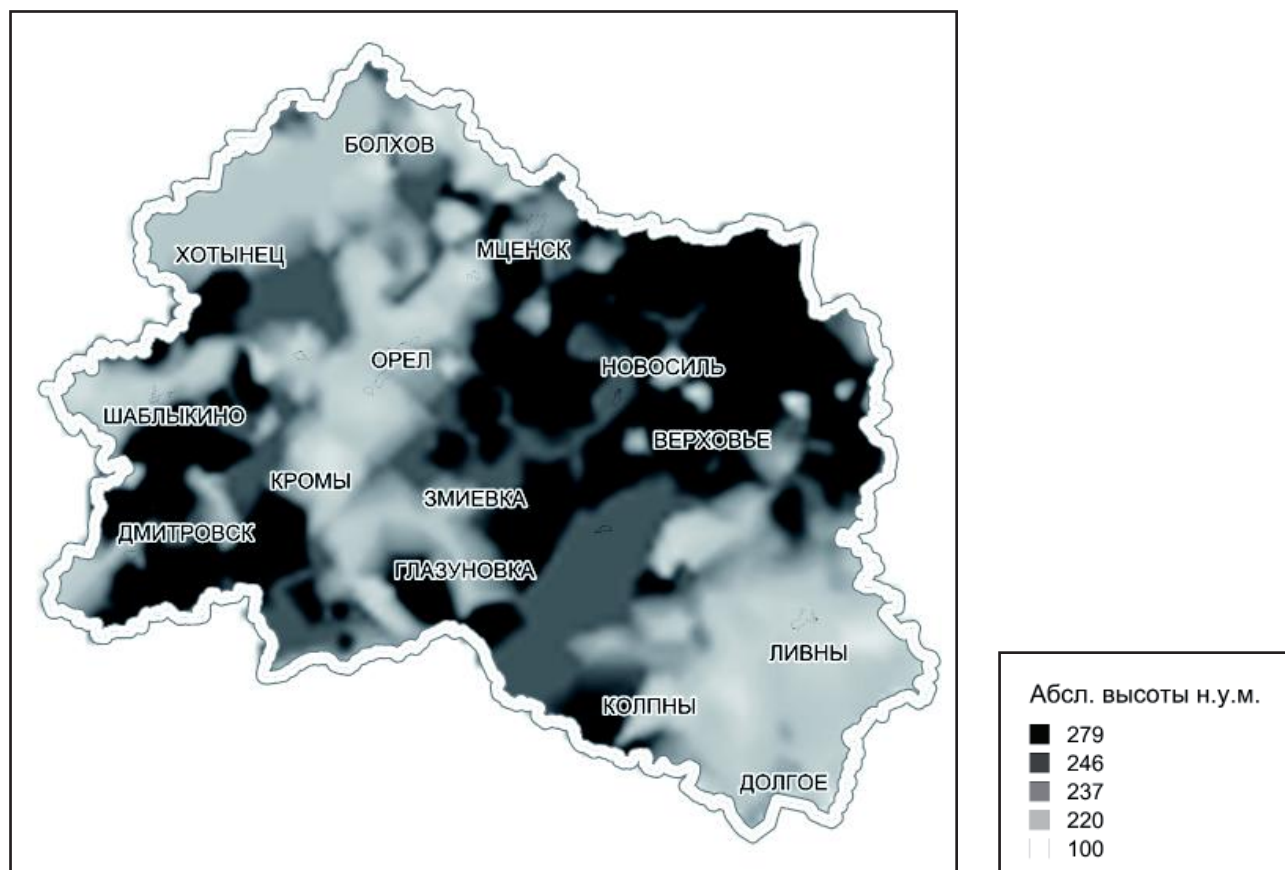 БОЛХОВ
МЦЕНСК
ХОТЫНЕЦ
ОРЕЛ
НОВОСИЛЬ
ШАБЛЫКИНО
ВЕРХОВЬЕ
КРОМЫ
ЗМИЕВКА
ДМИТРОВСК
ГЛАЗУНОВКА
ЛИВНЫ
КОЛПНЫ
ДОЛГОЕ
Абсл. высоты н.у.м.
279
246
237
220
100